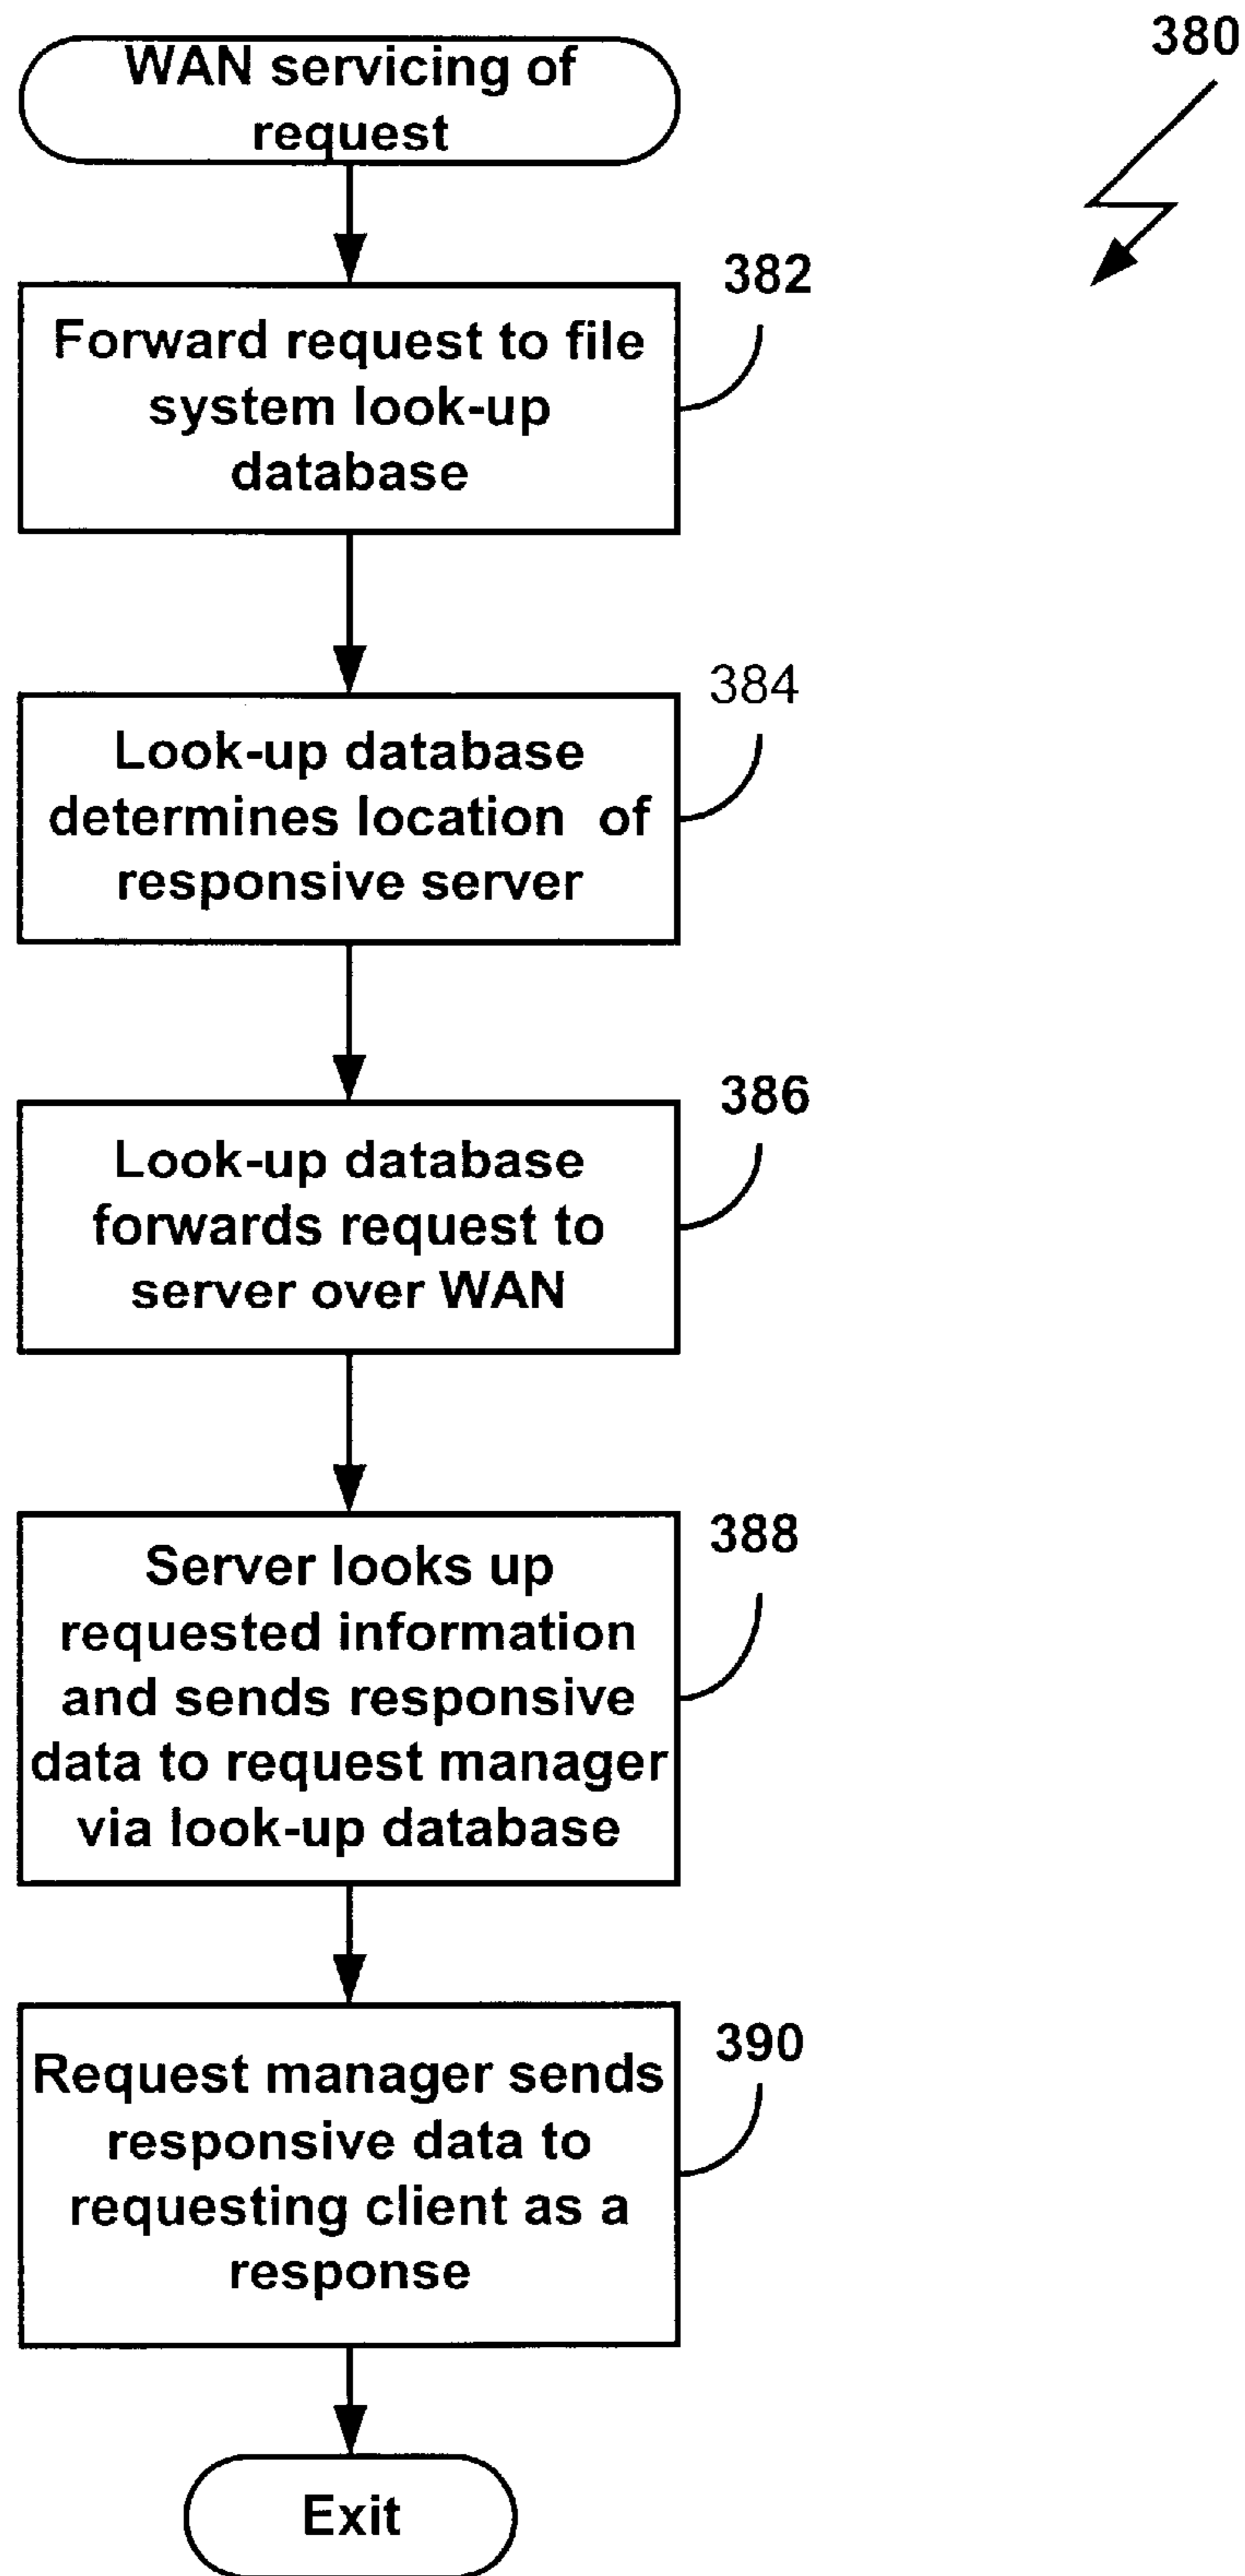 380
WAN servicing of
request
382
Forward request to file
system look-up
database
384
Look-up database
determines location of
responsive server
386
Look-up database
forwards request to
server over WAN
388
Server looks up
requested information
and sends responsive
data to request manager
via look-up database
390
Request manager sends
responsive data to
requesting client as a
response
Exit